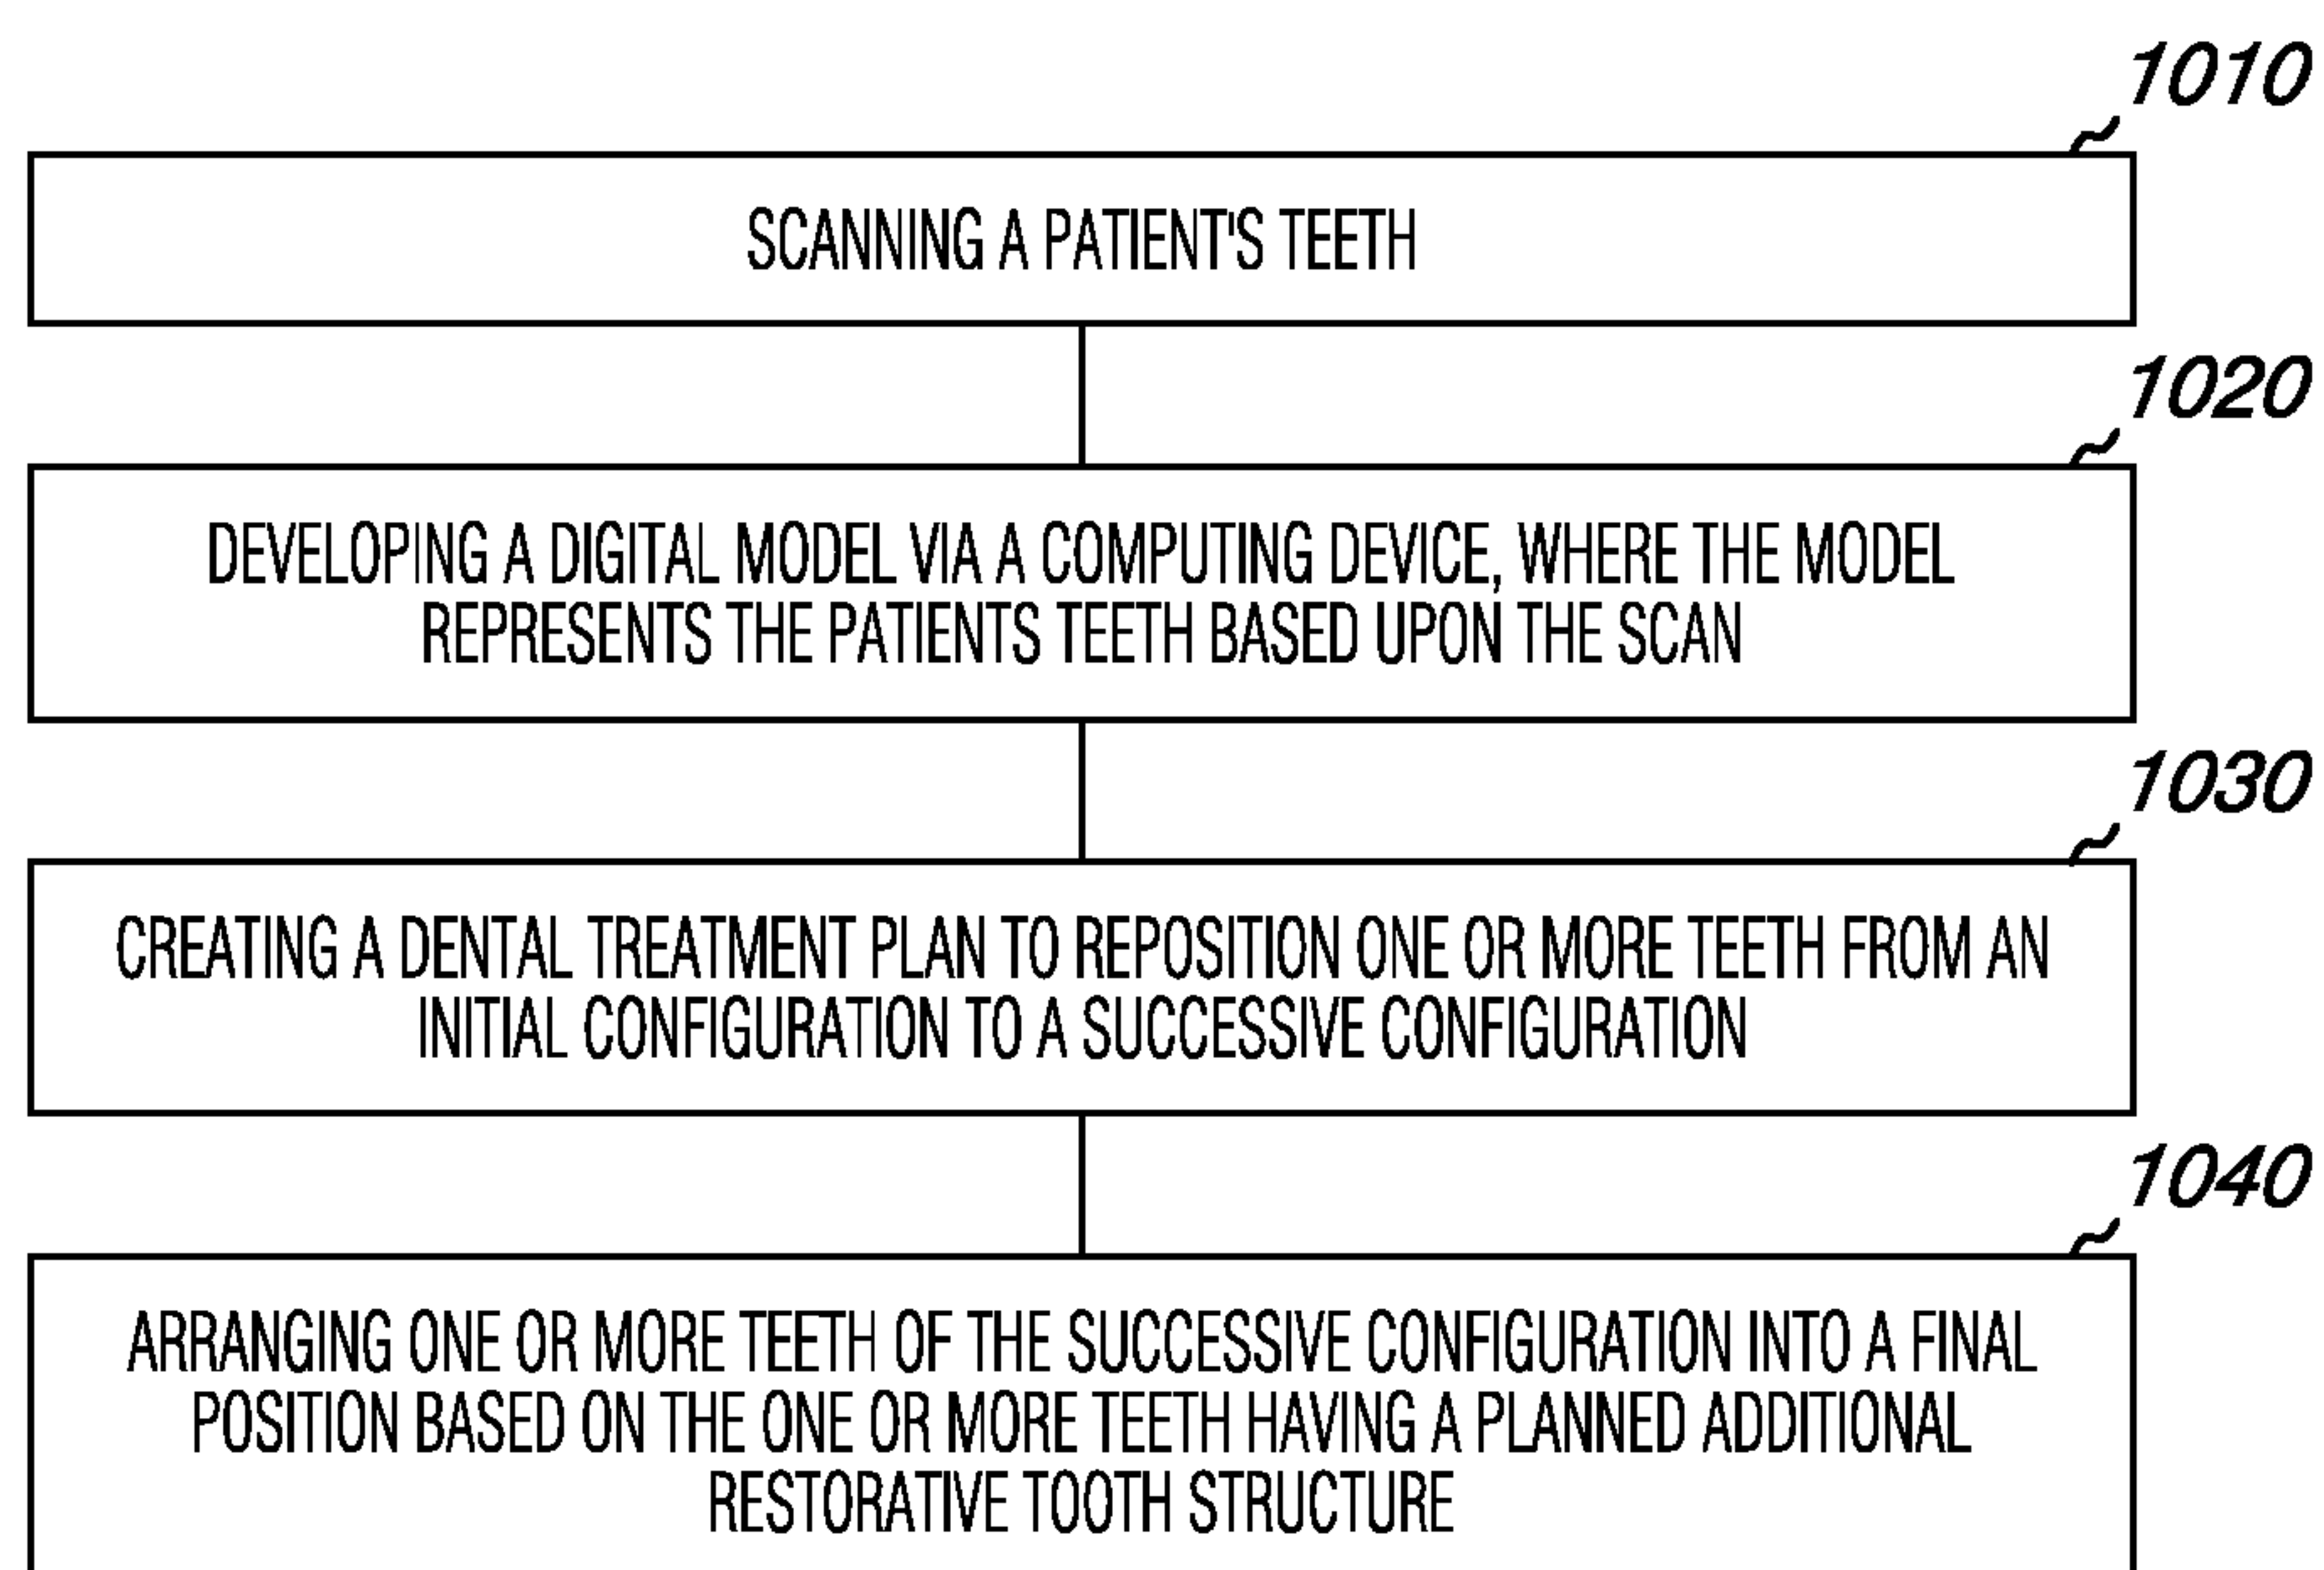 1010
SCANNING A PATIENT'S TEETH
1020
DEVELOPING A DIGITAL MODEL VIA A COMPUTING DEVICE, WHERE THE MODEL
REPRESENTS THE PATIENTS TEETH BASED UPON THE SCAN
1030
CREATING A DENTAL TREATMENT PLAN TO REPOSITION ONE OR MORE TEETH FROM AN
INITIAL CONFIGURATION TO A SUCCESSIVE CONFIGURATION
1040
ARRANGING ONE OR MORE TEETH OF THE SUCCESSIVE CONFIGURATION INTO A FINAL
POSITION BASED ON THE ONE OR MORE TEETH HAVING A PLANNED ADDITIONAL
RESTORATIVE TOOTH STRUCTURE